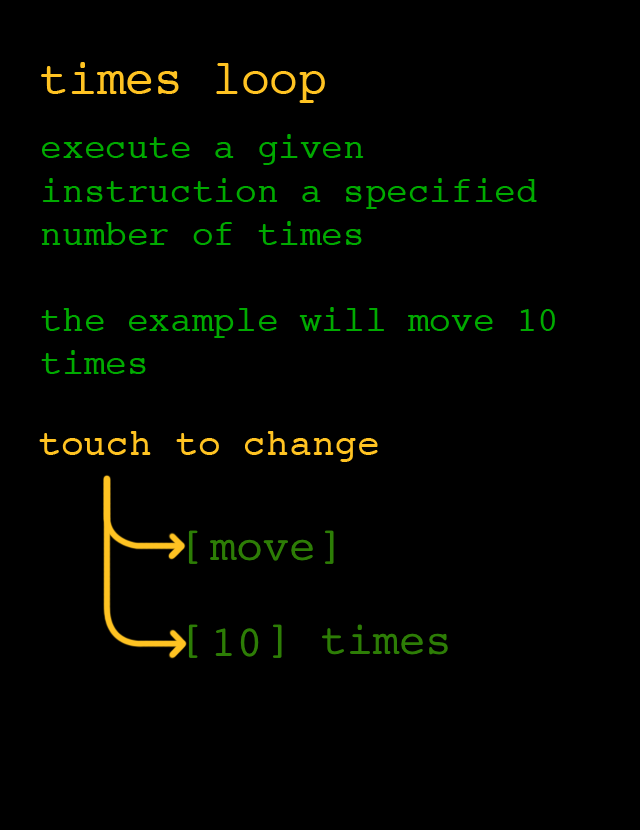 times loop
execute a given
instruction a specified
number of times
the example will move 10
times
touch to change
[move]
[10] times